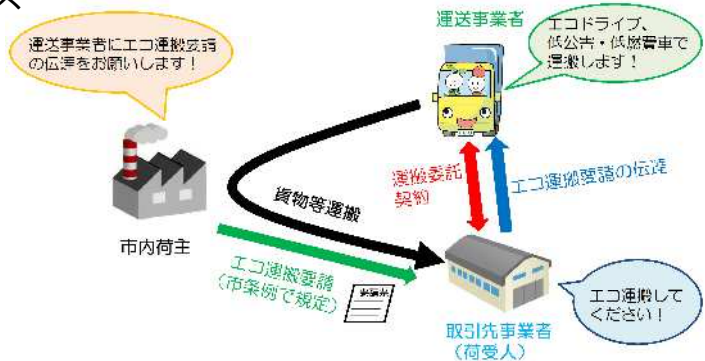 運送事業者にエコ運搬要請
の伝達をお願いします！
運送事業者
エコドライブ、
低公害・低燃費車で
運搬します！
運搬委託
契約
エコ運搬要請の伝達
貨物等運搬
市内荷主
エコ運搬要請
（市条例で規定）
要請書
エコ運搬して
ください！
取引先事業者
（荷受人）